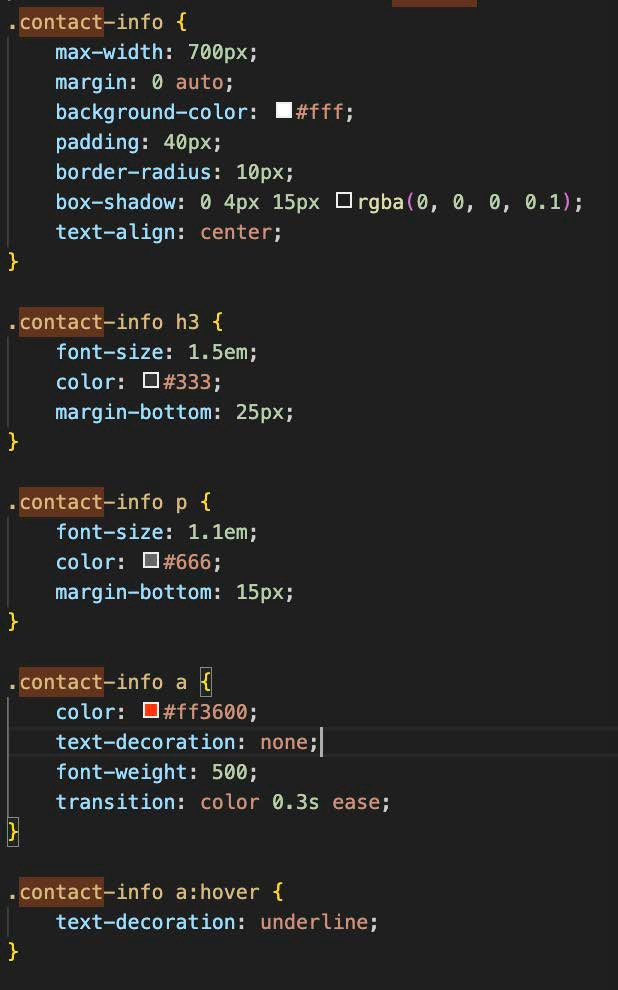 .contact-info {
    max-width: 700px;
    margin: 0 auto;
    background-color: #fff;
    padding: 40px;
    border-radius: 10px;
    box-shadow: 0 4px 15px rgba(0, 0, 0, 0.1);
    text-align: center;
}

.contact-info h3 {
    font-size: 1.5em;
    color: #333;
    margin-bottom: 25px;
}

.contact-info p {
    font-size: 1.1em;
    color: #666;
    margin-bottom: 15px;
}

.contact-info a {
    color: #ff3600;
    text-decoration: none;
    font-weight: 500;
    transition: color 0.3s ease;
}

.contact-info a:hover {
    text-decoration: underline;
}